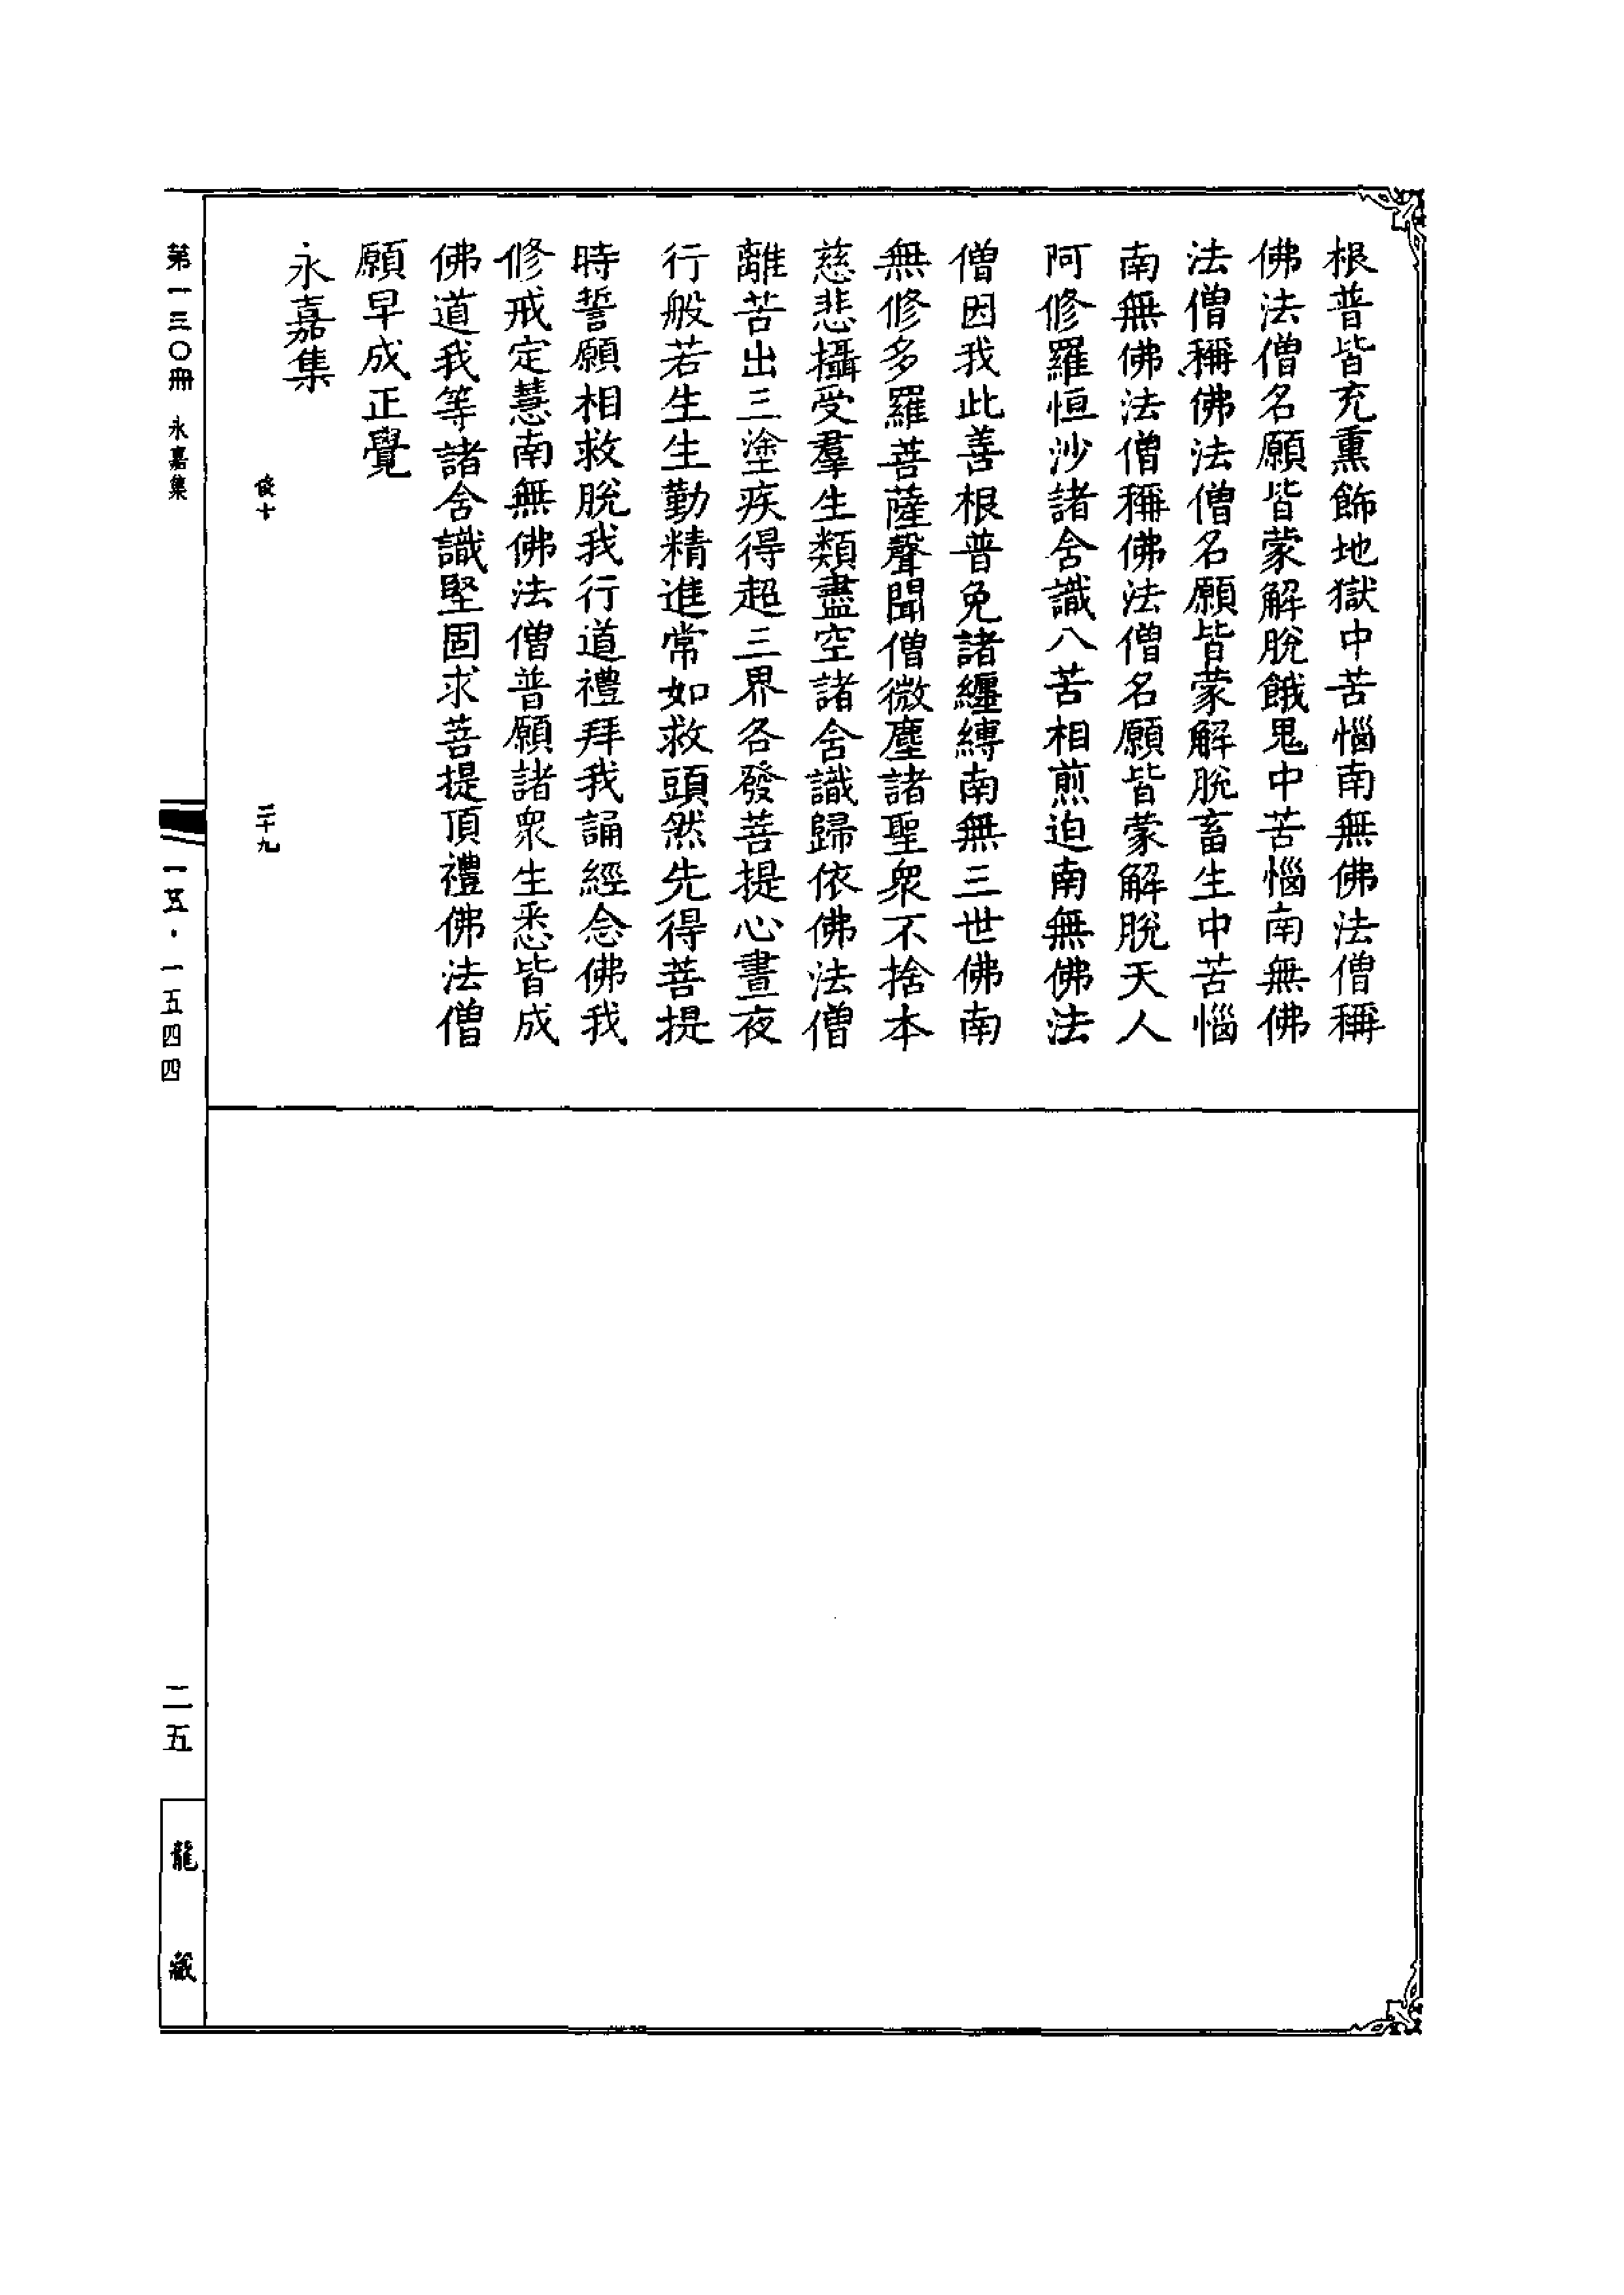 根普皆充熏飾地獄中苦惱南無佛法僧稱
佛法僧名願皆蒙解脫餓鬼中苦惱南無佛
法僧稱佛法僧名願皆蒙解脫畜生中苦惱
南無佛法僧稱佛法僧名願皆蒙解脫天人
阿修羅恒沙諸含識八苦相煎迫南無佛法
僧因我此善根普免諸纏縛南無三世佛南
無修多羅菩薩聲聞僧微塵諸聖衆不捨本
慈悲攝受羣生類盡空諸含識歸依佛法僧
離苦出三塗疾得超三界各發菩提心晝夜
行般若生生勤精進常如救頭然先得菩提
時誓願相救脫我行道禮拜我誦經念佛我
修戒定慧南無佛法僧普願諸衆生悉皆成
佛道我等諸含識堅固求菩提頂禮佛法僧
願早成正覺
永嘉集
俊十 三十九
第一三〇冊 永嘉集 一五・一五四四 二五 龍藏